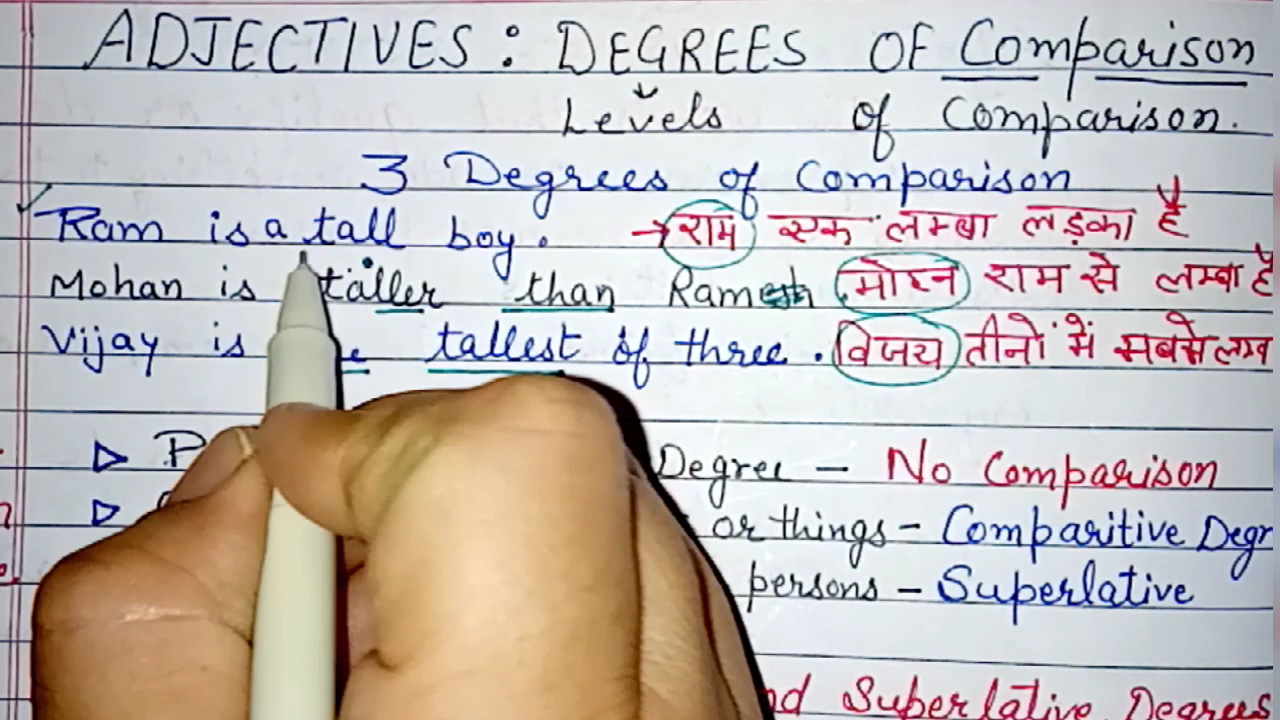 ADJECTIVES : DEGREES OF Comparison
Levels of Comparison.
3 Degrees of Comparison
Ram is a tall boy. → राम एक लम्बा लड़का है
Mohan is taller than Ram मोहन राम से लम्बा है
Vijay is tallest of three. विजय तीनों में सबसे लम्ब
Degree – No Comparison
or things – Comparitive Degr
persons – Superlative
Superlative Degrees